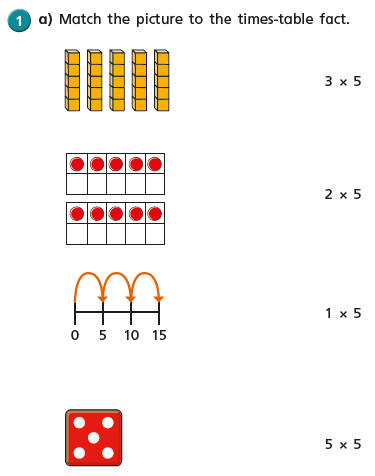 1 a) Match the picture to the times-table fact.
3 × 5
2 × 5
0 5 10 15
1 × 5
5 × 5